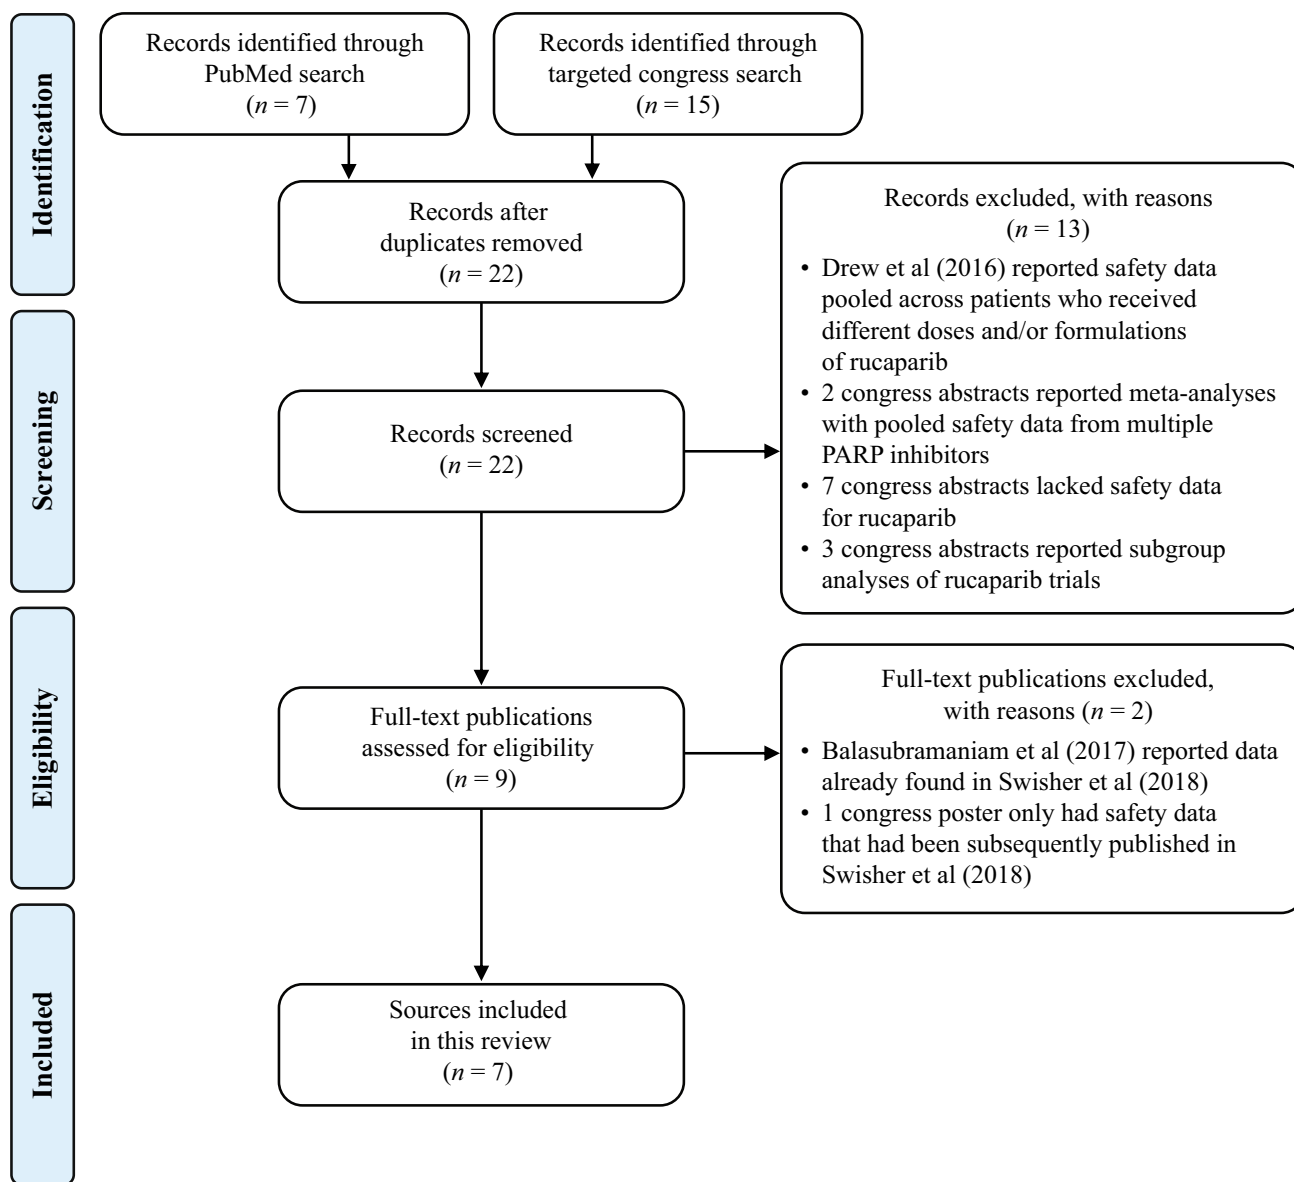 Identification
Records identified through
PubMed search
(n = 7)
Records identified through
targeted congress search
(n = 15)
Records after
duplicates removed
(n = 22)
Screening
Records screened
(n = 22)
Records excluded, with reasons
(n = 13)
• Drew et al (2016) reported safety data
pooled across patients who received
different doses and/or formulations
of rucaparib
• 2 congress abstracts reported meta-analyses
with pooled safety data from multiple
PARP inhibitors
• 7 congress abstracts lacked safety data
for rucaparib
• 3 congress abstracts reported subgroup
analyses of rucaparib trials
Eligibility
Full-text publications
assessed for eligibility
(n = 9)
Full-text publications excluded,
with reasons (n = 2)
• Balasubramaniam et al (2017) reported data
already found in Swisher et al (2018)
• 1 congress poster only had safety data
that had been subsequently published in
Swisher et al (2018)
Included
Sources included
in this review
(n = 7)